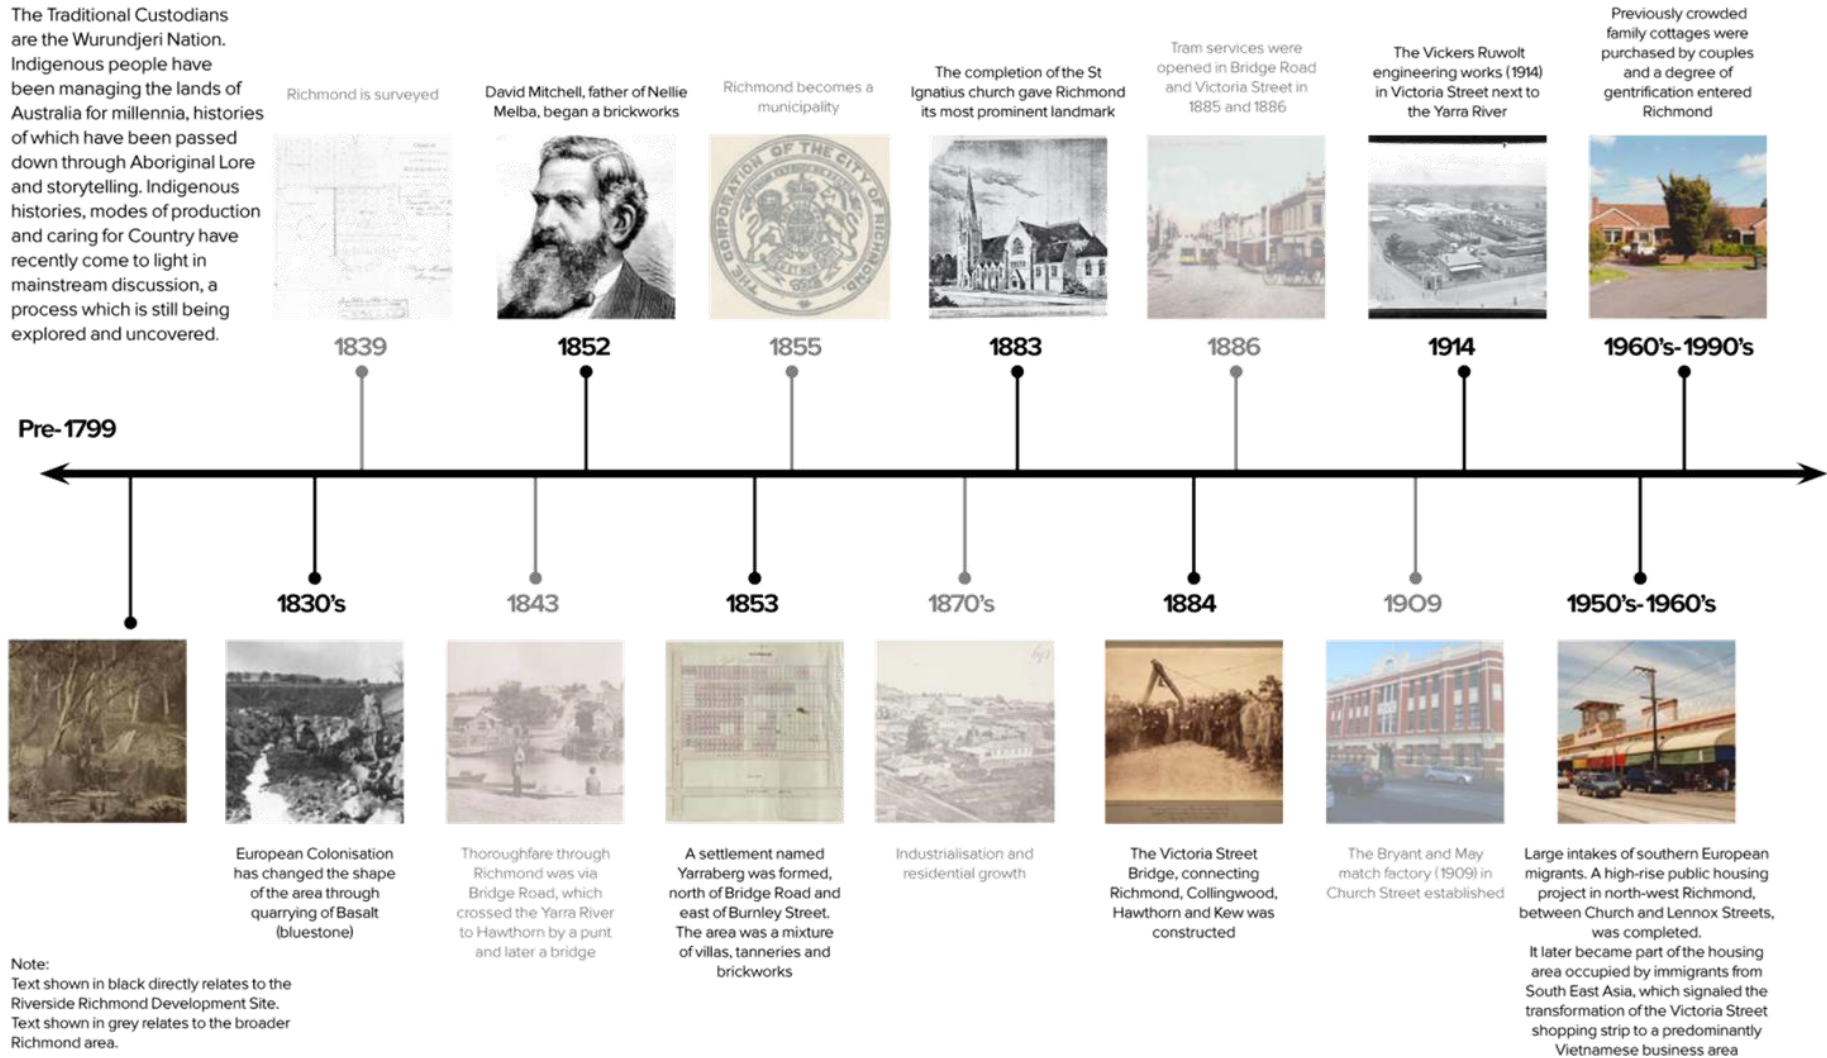 The Traditional Custodians
are the Wurundjeri Nation.
Indigenous people have
been managing the lands of
Australia for millennia, histories
of which have been passed
down through Aboriginal Lore
and storytelling. Indigenous
histories, modes of production
and caring for Country have
recently come to light in
mainstream discussion, a
process which is still being
explored and uncovered.
Pre-1799
Richmond is surveyed
1839
David Mitchell, father of Nellie
Melba, began a brickworks
1852
Richmond becomes a
municipality
THE CORPORATION OF THE CITY OF RICHMOND.
1855
The completion of the St
Ignatius church gave Richmond
its most prominent landmark
1883
Tram services were
opened in Bridge Road
and Victoria Street in
1885 and 1886
1886
The Vickers Ruwolt
engineering works (1914)
in Victoria Street next to
the Yarra River
1914
Previously crowded
family cottages were
purchased by couples
and a degree of
gentrification entered
Richmond
1960's-1990's
1830's
European Colonisation
has changed the shape
of the area through
quarrying of Basalt
(bluestone)
1843
Thoroughfare through
Richmond was via
Bridge Road, which
crossed the Yarra River
to Hawthorn by a punt
and later a bridge
1853
A settlement named
Yarraberg was formed,
north of Bridge Road and
east of Burnley Street.
The area was a mixture
of villas, tanneries and
brickworks
1870's
Industrialisation and
residential growth
1884
The Victoria Street
Bridge, connecting
Richmond, Collingwood,
Hawthorn and Kew was
constructed
1909
The Bryant and May
match factory (1909) in
Church Street established
1950's-1960's
Large intakes of southern European
migrants. A high-rise public housing
project in north-west Richmond,
between Church and Lennox Streets,
was completed.
It later became part of the housing
area occupied by immigrants from
South East Asia, which signaled the
transformation of the Victoria Street
shopping strip to a predominantly
Vietnamese business area
Note:
Text shown in black directly relates to the
Riverside Richmond Development Site.
Text shown in grey relates to the broader
Richmond area.